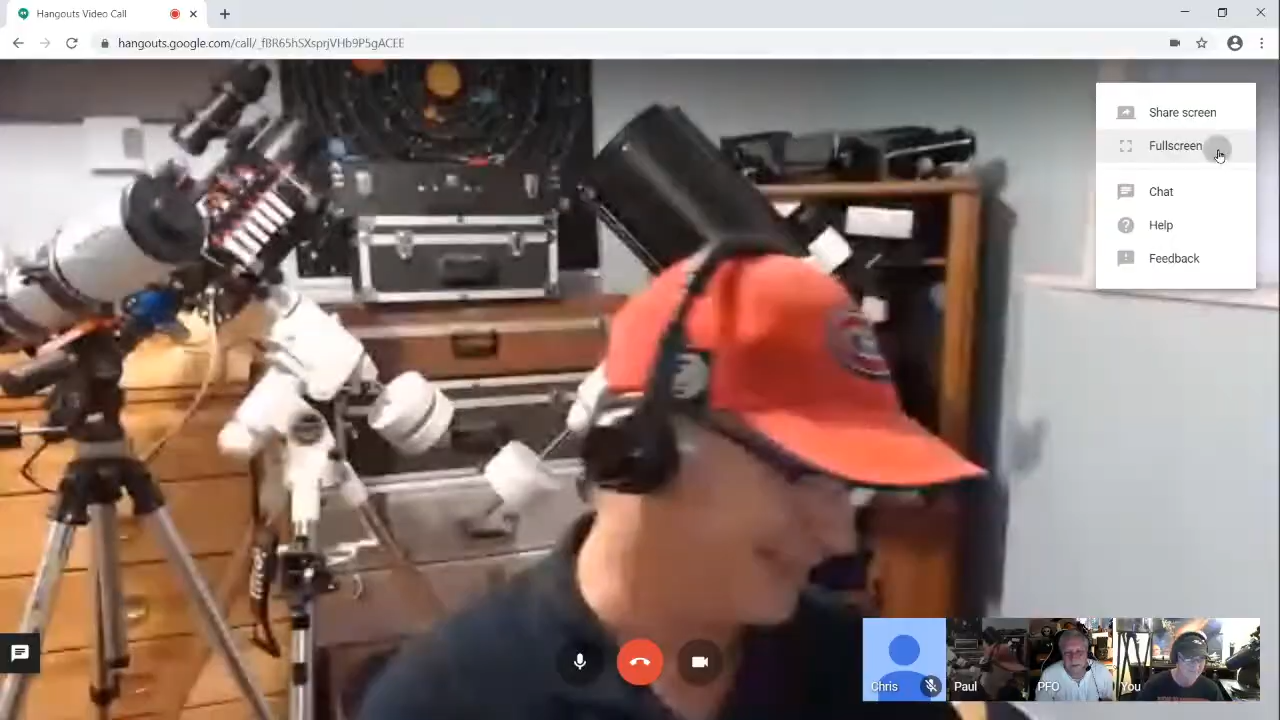 Hangouts Video Call
hangouts.google.com/call/_fBR65hSXsprjVHb9P5gACEE
Share screen
Fullscreen
Chat
Help
Feedback
Chris
Paul
PFO
You